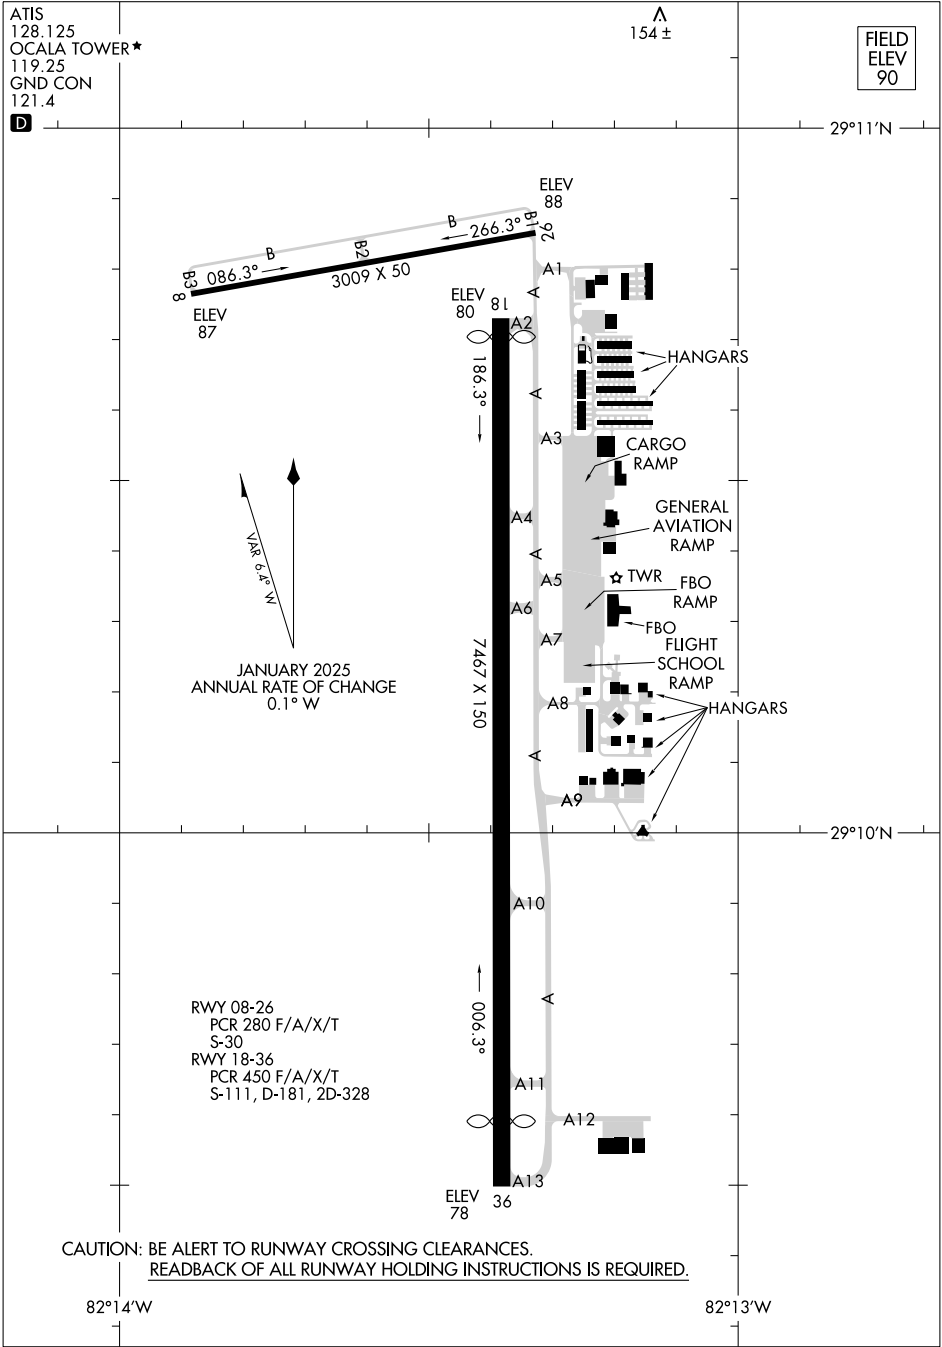 ATIS
128.125
OCALA TOWER★
119.25
GND CON
121.4
D
154 ±
FIELD
ELEV
90
29°11'N
ELEV
88
B
B1
26
266.3°
B
B2
B3
086.3°
8
3009 X 50
ELEV
87
A1
A
ELEV
80
18
A2
186.3°
HANGARS
A
A3
CARGO
RAMP
A4
GENERAL
AVIATION
RAMP
A
VAR 6.4° W
A5
TWR
FBO
RAMP
A6
FBO
A7
FLIGHT
SCHOOL
RAMP
7467 X 150
JANUARY 2025
ANNUAL RATE OF CHANGE
0.1° W
A8
HANGARS
A
A9
29°10'N
A10
A
006.3°
RWY 08-26
PCR 280 F/A/X/T
S-30
RWY 18-36
PCR 450 F/A/X/T
S-111, D-181, 2D-328
A11
A12
A13
ELEV
78
36
CAUTION: BE ALERT TO RUNWAY CROSSING CLEARANCES.
READBACK OF ALL RUNWAY HOLDING INSTRUCTIONS IS REQUIRED.
82°14'W
82°13'W